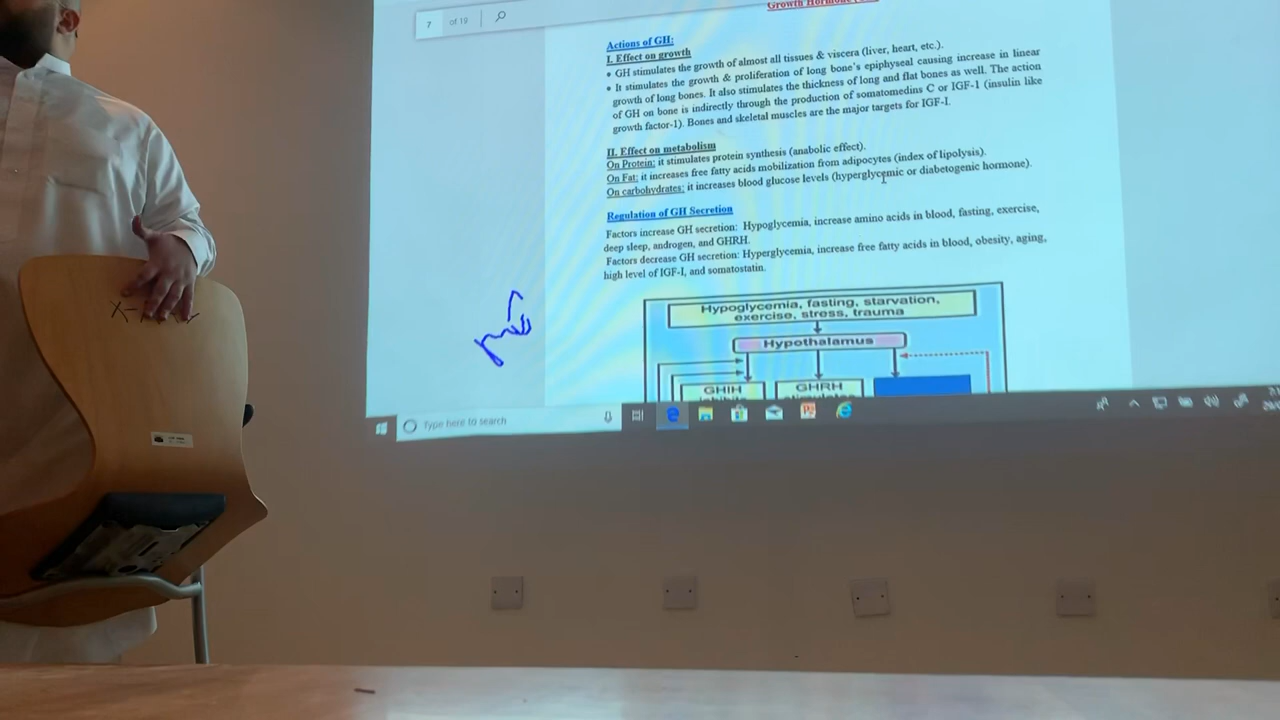 7 of 19
Growth Hormone
Actions of GH:
I. Effect on growth
• GH stimulates the growth of almost all tissues & viscera (liver, heart, etc.).
• It stimulates the growth & proliferation of long bone's epiphyseal causing increase in linear
growth of long bones. It also stimulates the thickness of long and flat bones as well. The action
of GH on bone is indirectly through the production of somatomedins C or IGF-1 (insulin like
growth factor-1). Bones and skeletal muscles are the major targets for IGF-I.
II. Effect on metabolism
On Protein: it stimulates protein synthesis (anabolic effect).
On Fat: it increases free fatty acids mobilization from adipocytes (index of lipolysis).
On carbohydrates: it increases blood glucose levels (hyperglycemic or diabetogenic hormone).
Regulation of GH Secretion
Factors increase GH secretion: Hypoglycemia, increase amino acids in blood, fasting, exercise,
deep sleep, androgen, and GHRH.
Factors decrease GH secretion: Hyperglycemia, increase free fatty acids in blood, obesity, aging,
high level of IGF-I, and somatostatin.
Hypoglycemia, fasting, starvation,
exercise, stress, trauma
Hypothalamus
GHIH GHRH
Type here to search